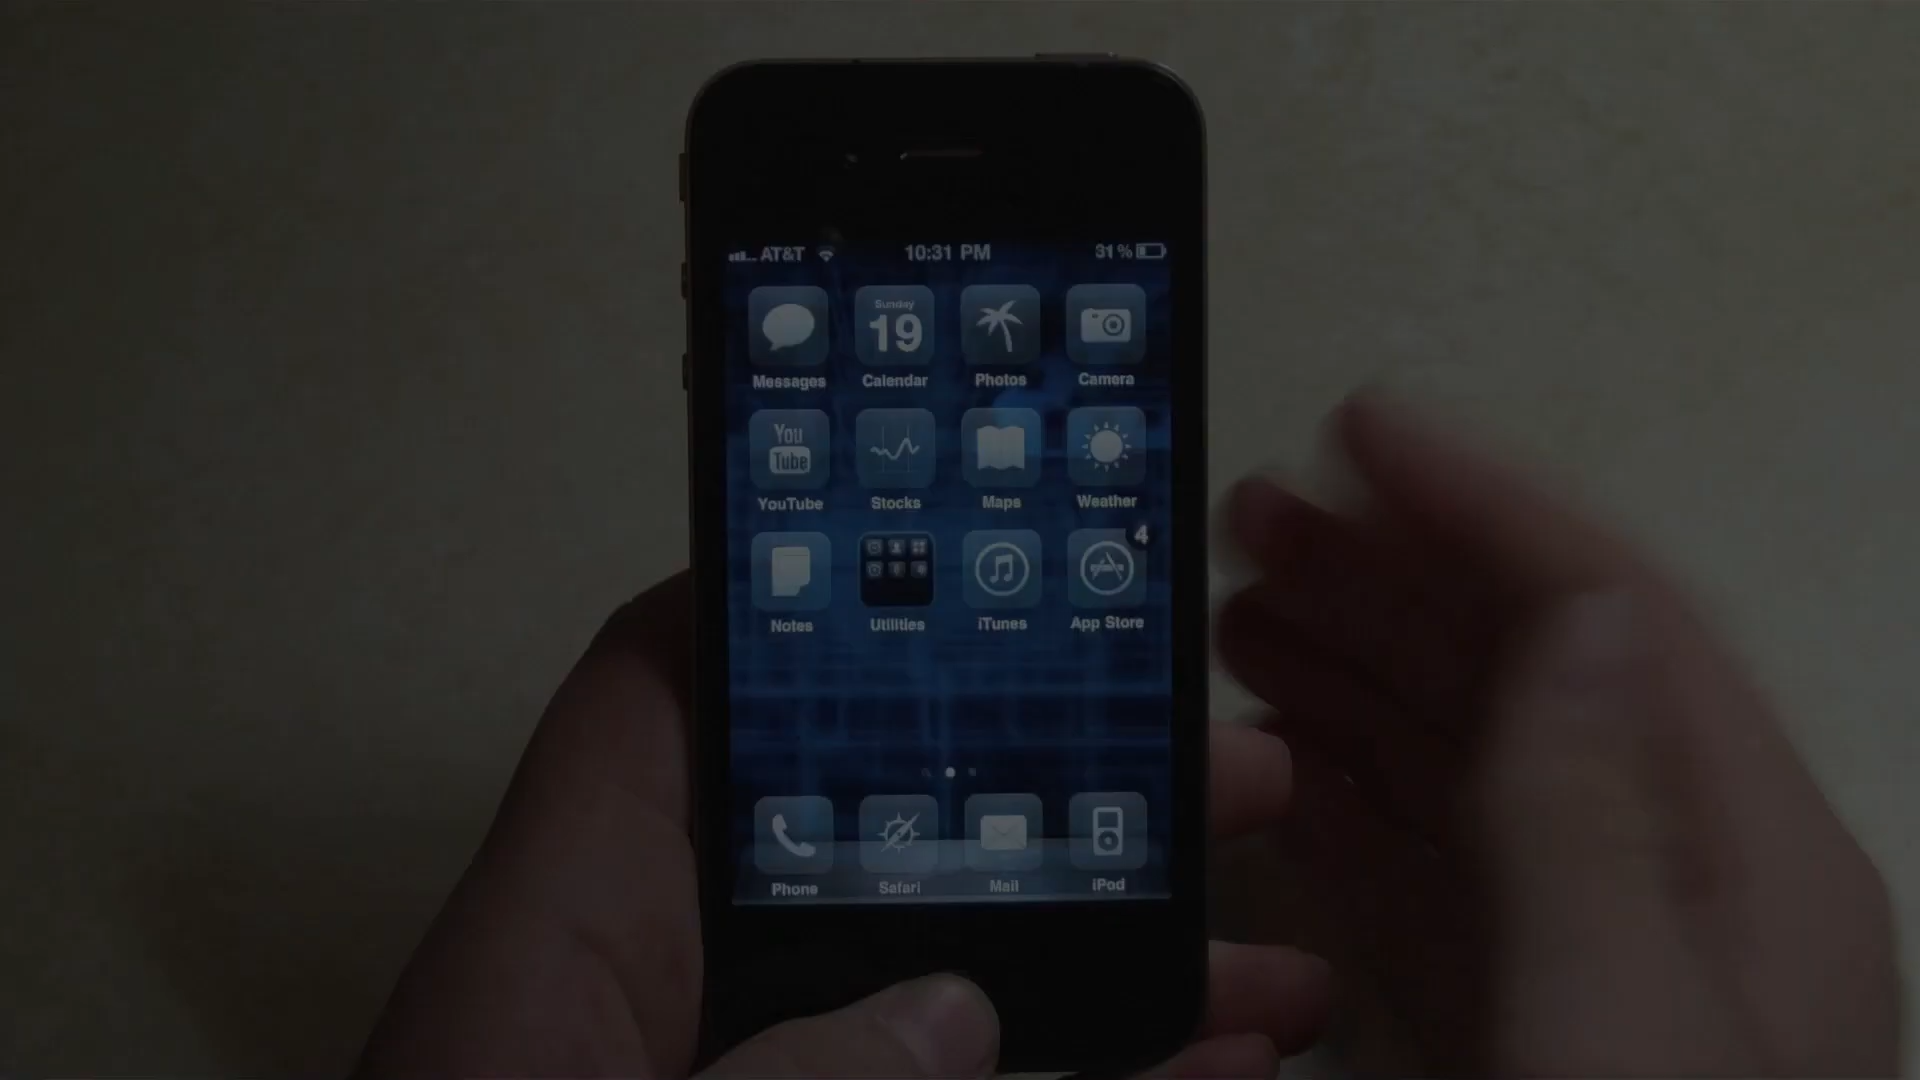 AT&T 10:31 PM 31%
Sunday
19
Messages Calendar Photos Camera
You
Tube
YouTube Stocks Maps Weather
4
Notes Utilities iTunes App Store
Phone Safari Mail iPod